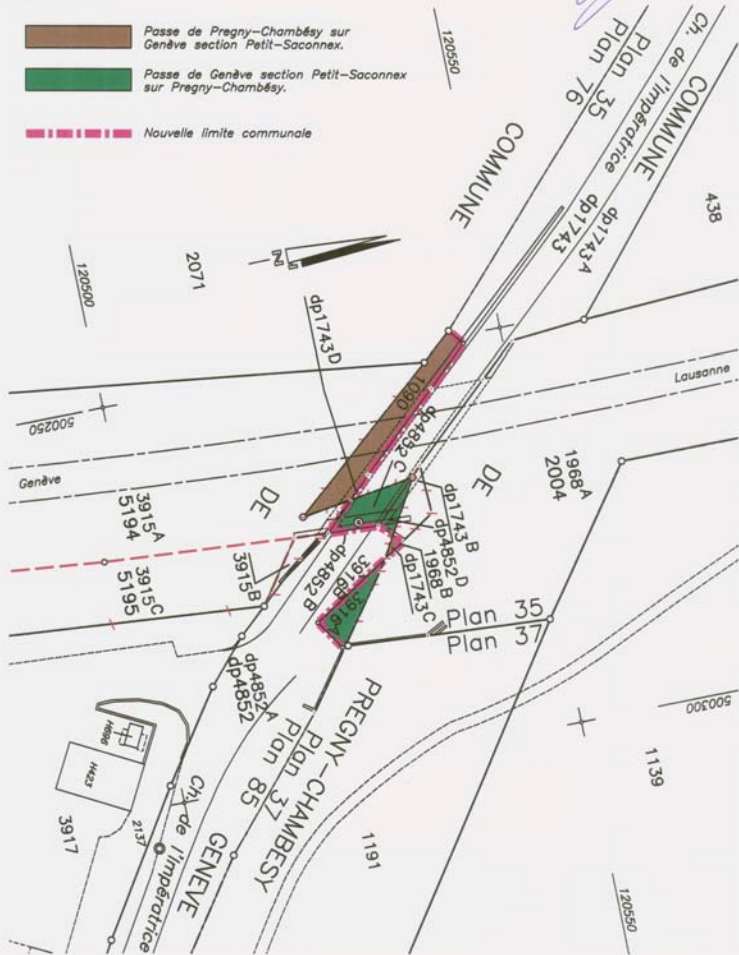 Passe de Pregny-Chambésy sur
Genève section Petit-Saconnex.
Passe de Genève section Petit-Saconnex
sur Pregny-Chambésy.
Nouvelle limite communale
120550
Plan 35
Plan 76
Ch. de l'impératrice
COMMUNE
COMMUNE
dp1743
dp1743A
438
2071
120500
N
dp1743D
1090
dp4852C
Lausanne
500250
Genève
DE
DE
1968A
2004
3915A
5194
3915C
5195
3915B
dp4852B
3916B
3916
dp1743B
dp4852D
1968B
dp1743C
Plan 35
Plan 37
dp4852A
dp4852
PREGNY-CHAMBESY
Plan 37
Plan 85
500300
1139
H696
H423
3917
2137
Ch. de l'impératrice
GENEVE
1191
120550